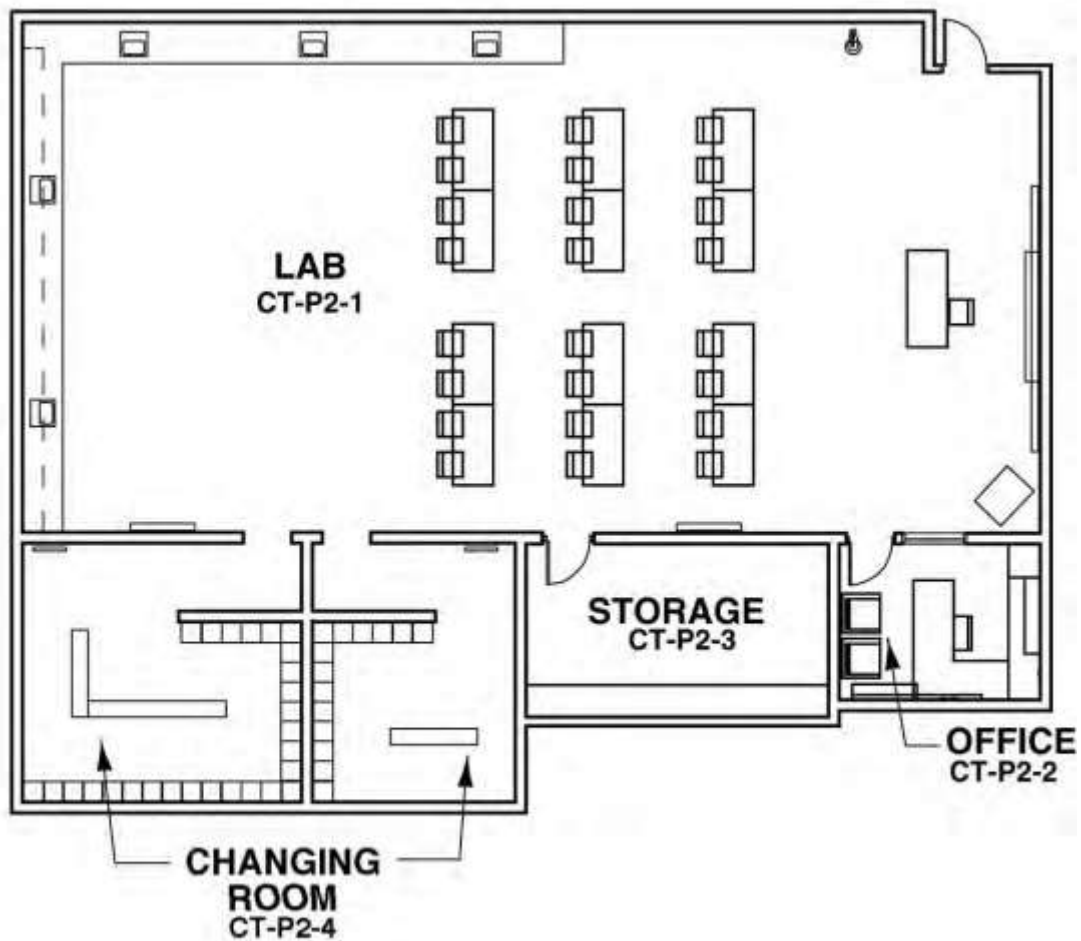 LAB
CT-P2-1
STORAGE
CT-P2-3
OFFICE
CT-P2-2
CHANGING
ROOM
CT-P2-4